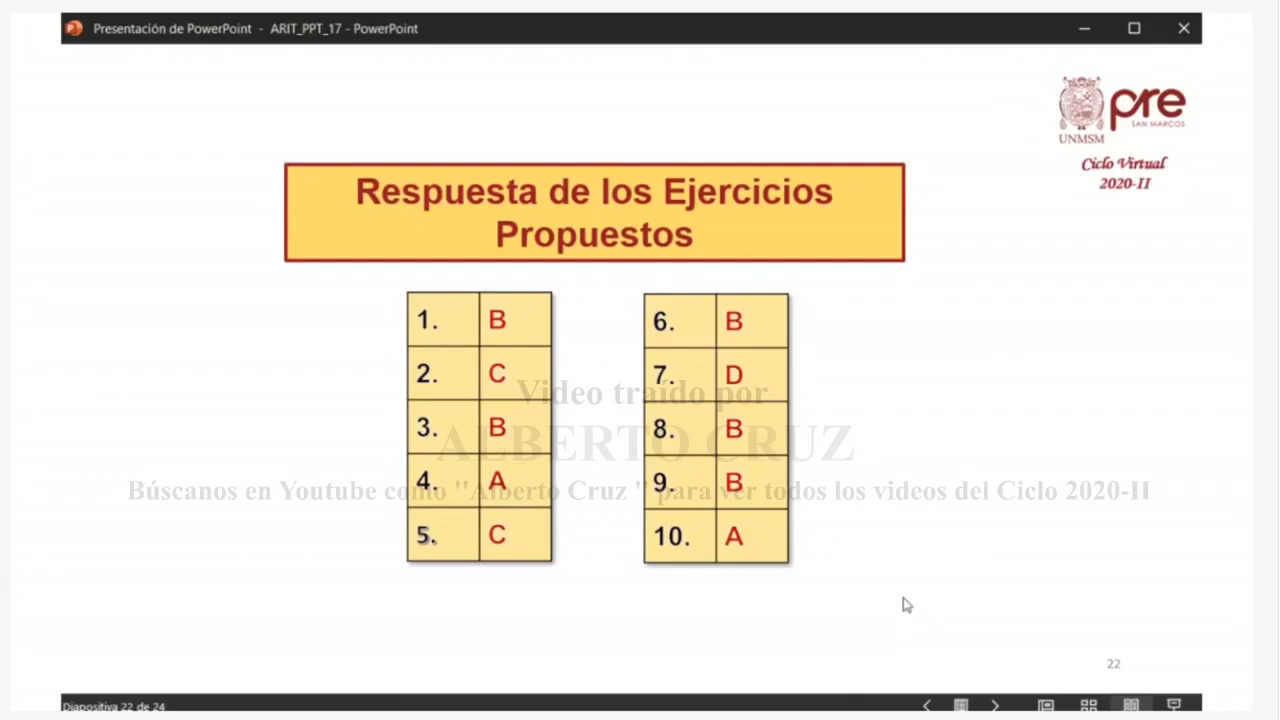 Presentación de PowerPoint - ARIT_PPT_17 - PowerPoint
pre
SAN MARCOS
UNMSM
Ciclo Virtual
2020-II
Respuesta de los Ejercicios
Propuestos
1. B
2. C
3. B
4. A
5. C
6. B
7. D
8. B
9. B
10. A
Video traído por
ALBERTO CRUZ
Búscanos en Youtube como "Alberto Cruz " para ver todos los videos del Ciclo 2020-II
22
Diapositiva 22 de 24